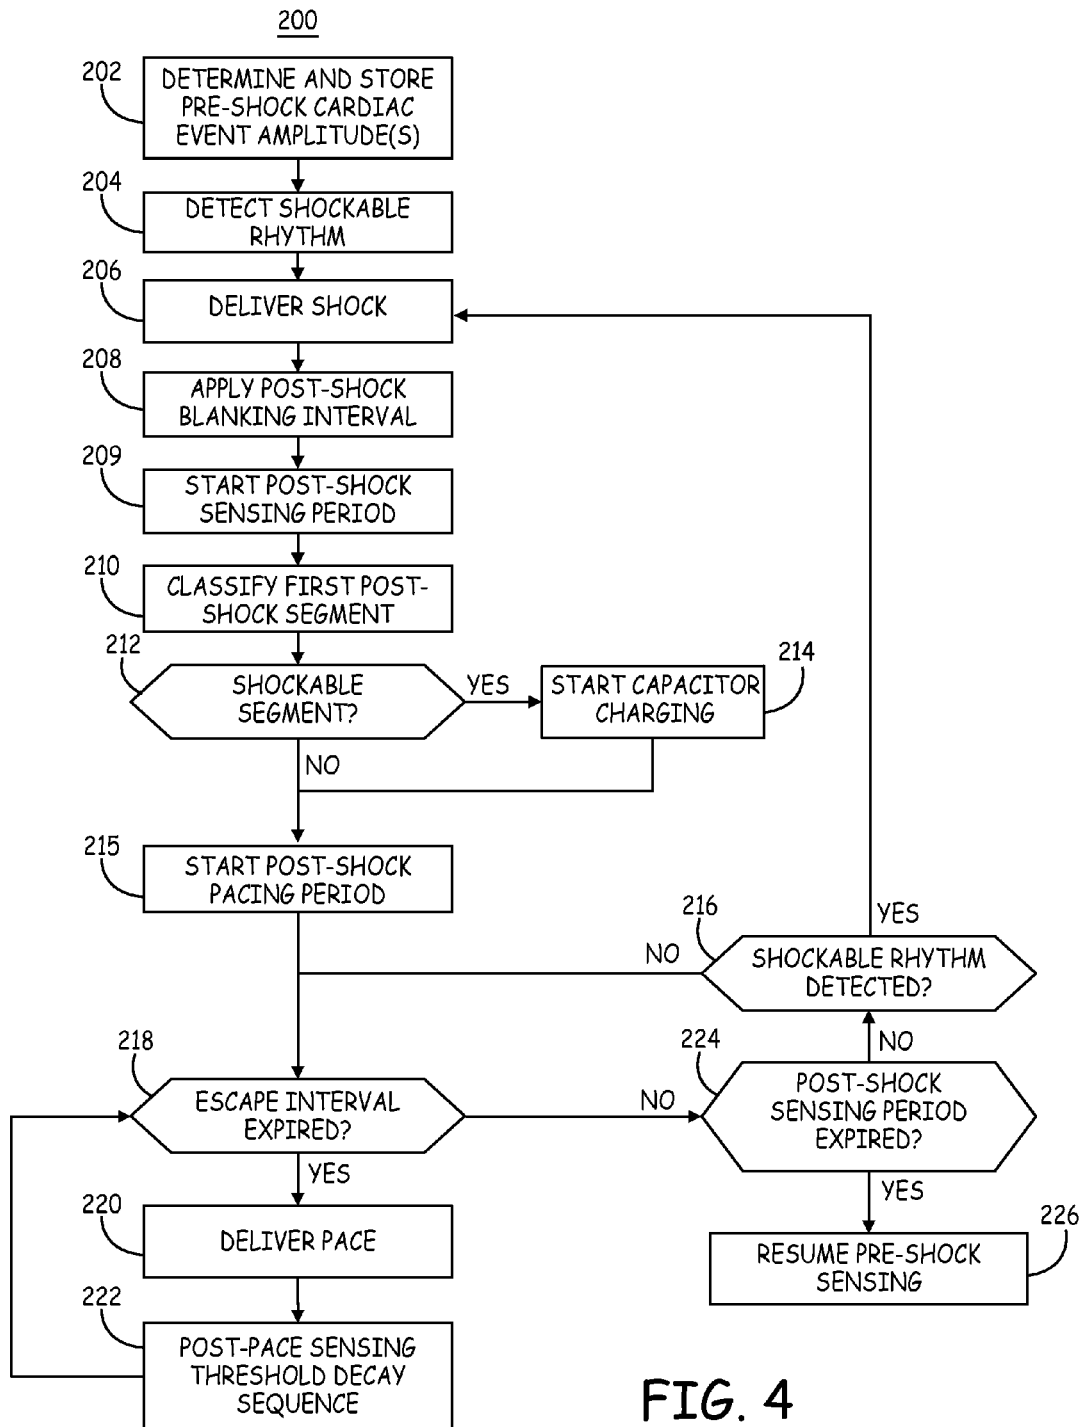 200
202
DETERMINE AND STORE
PRE-SHOCK CARDIAC
EVENT AMPLITUDE(S)
204
DETECT SHOCKABLE
RHYTHM
206
DELIVER SHOCK
208
APPLY POST-SHOCK
BLANKING INTERVAL
209
START POST-SHOCK
SENSING PERIOD
210
CLASSIFY FIRST POST-
SHOCK SEGMENT
212
SHOCKABLE
SEGMENT?
YES
NO
214
START CAPACITOR
CHARGING
215
START POST-SHOCK
PACING PERIOD
216
SHOCKABLE RHYTHM
DETECTED?
YES
NO
218
ESCAPE INTERVAL
EXPIRED?
NO
YES
224
POST-SHOCK
SENSING PERIOD
EXPIRED?
NO
YES
220
DELIVER PACE
226
RESUME PRE-SHOCK
SENSING
222
POST-PACE SENSING
THRESHOLD DECAY
SEQUENCE
FIG. 4